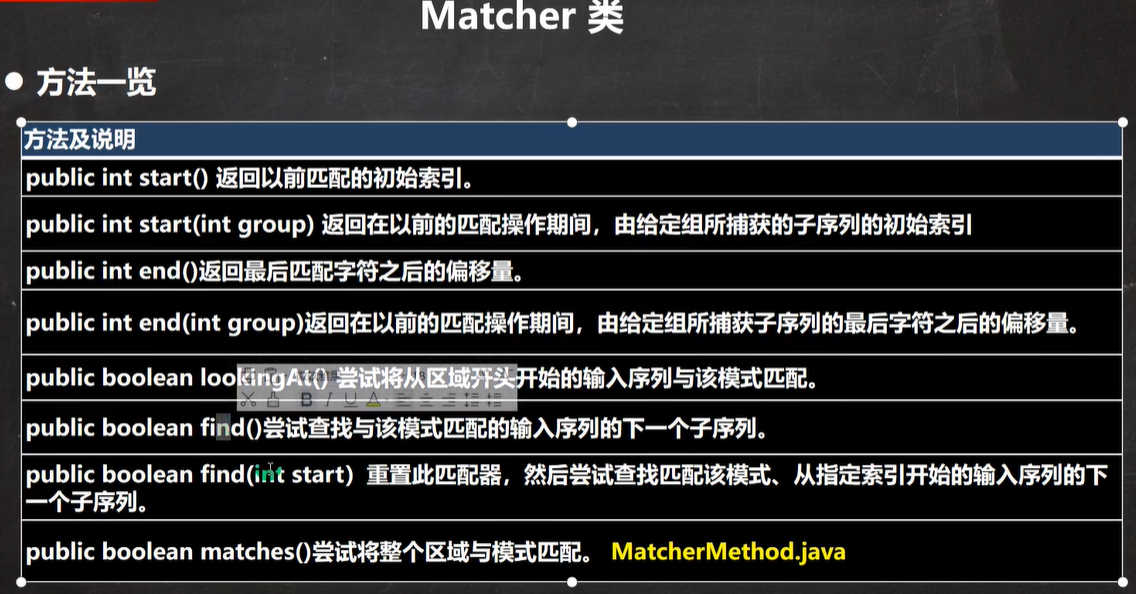 Matcher 类
方法一览
方法及说明
public int start() 返回以前匹配的初始索引。
public int start(int group) 返回在以前的匹配操作期间，由给定组所捕获的子序列的初始索引
public int end()返回最后匹配字符之后的偏移量。
public int end(int group)返回在以前的匹配操作期间，由给定组所捕获子序列的最后字符之后的偏移量。
public boolean lookingAt() 尝试将从区域开头开始的输入序列与该模式匹配。
B I U A
public boolean find()尝试查找与该模式匹配的输入序列的下一个子序列。
public boolean find(int start) 重置此匹配器，然后尝试查找匹配该模式、从指定索引开始的输入序列的下
一个子序列。
public boolean matches()尝试将整个区域与模式匹配。 MatcherMethod.java